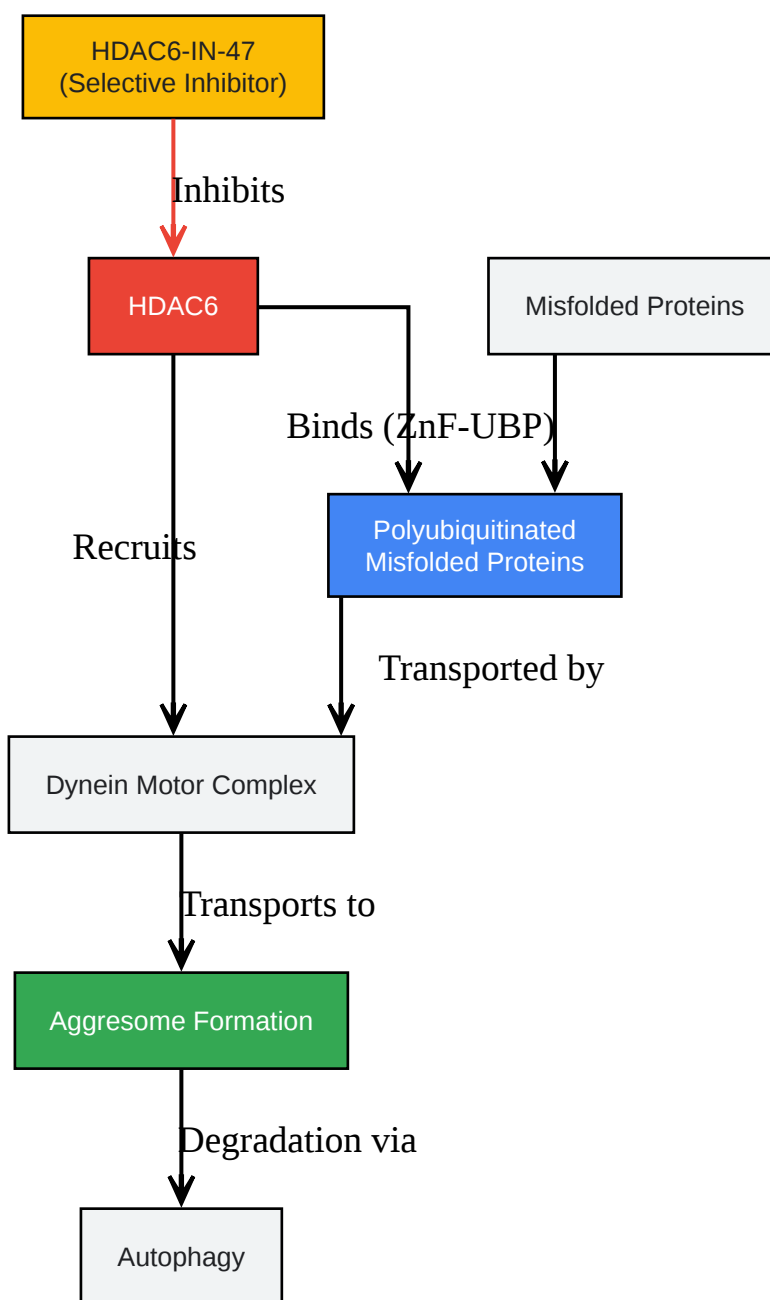 HDAC6-IN-47
(Selective Inhibitor)
Inhibits
HDAC6
Misfolded Proteins
Binds (ZnF-UBP)
Polyubiquitinated
Misfolded Proteins
Recruits
Transported by
Dynein Motor Complex
Transports to
Aggresome Formation
Degradation via
Autophagy